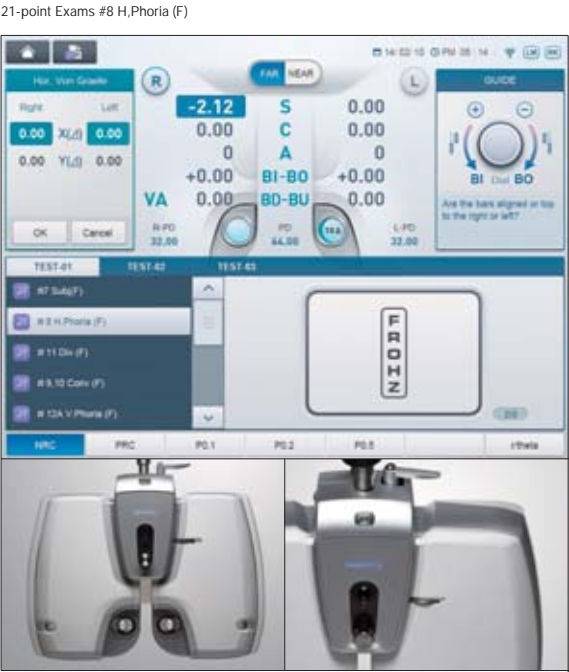 21-point Exams #8 H,Phoria (F)
Hor, Von Graefe
Right Left
0.00 X(△) 0.00
0.00 Y(△) 0.00
OK Cancel
R
FAR NEAR
L
-2.12 S 0.00
0.00 C 0.00
0 A 0
+0.00 BI-BO +0.00
VA 0.00 BD-BU 0.00
R-PD PD L-PD
32.00 64.00 32.00
GUIDE
BI Dial BO
Are the bars aligned or top
to the right or left?
TEST-01 TEST-02 TEST-03
#7 Subj(F)
# 8 H.Phoria (F)
# 11 Div (F)
# 9,10 Conv (F)
# 12A V.Phoria (F)
F
R
O
H
Z
NRC PRC P0.1 P0.2 P0.5 r/theta